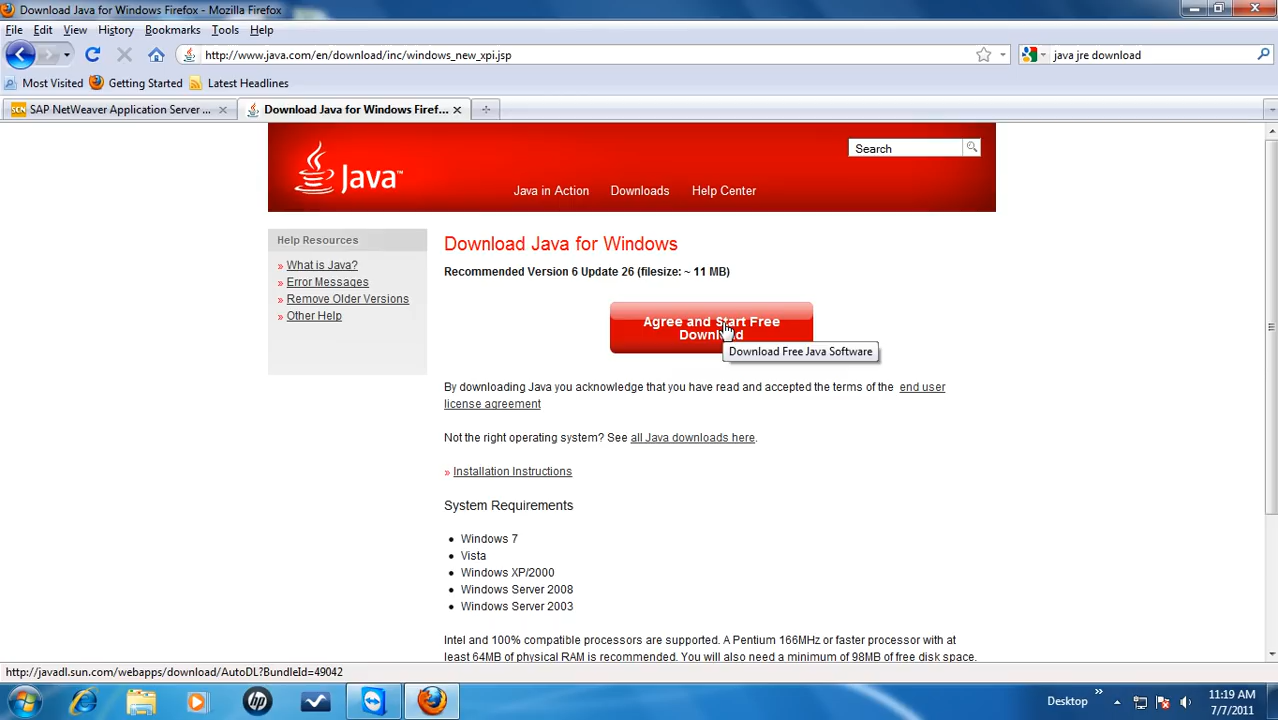 Download Java for Windows Firefox - Mozilla Firefox
File Edit View History Bookmarks Tools Help
http://www.java.com/en/download/inc/windows_new_xpi.jsp
java jre download
Most Visited Getting Started Latest Headlines
SCN SAP NetWeaver Application Server ...
Download Java for Windows Firef...
Java™
Search
Java in Action Downloads Help Center
Help Resources
» What is Java?
» Error Messages
» Remove Older Versions
» Other Help
Download Java for Windows
Recommended Version 6 Update 26 (filesize: ~ 11 MB)
Agree and Start Free
Download
Download Free Java Software
By downloading Java you acknowledge that you have read and accepted the terms of the end user
license agreement
Not the right operating system? See all Java downloads here.
» Installation Instructions
System Requirements
• Windows 7
• Vista
• Windows XP/2000
• Windows Server 2008
• Windows Server 2003
Intel and 100% compatible processors are supported. A Pentium 166MHz or faster processor with at
least 64MB of physical RAM is recommended. You will also need a minimum of 98MB of free disk space.
http://javadl.sun.com/webapps/download/AutoDL?BundleId=49042
hp
Desktop
11:19 AM
7/7/2011